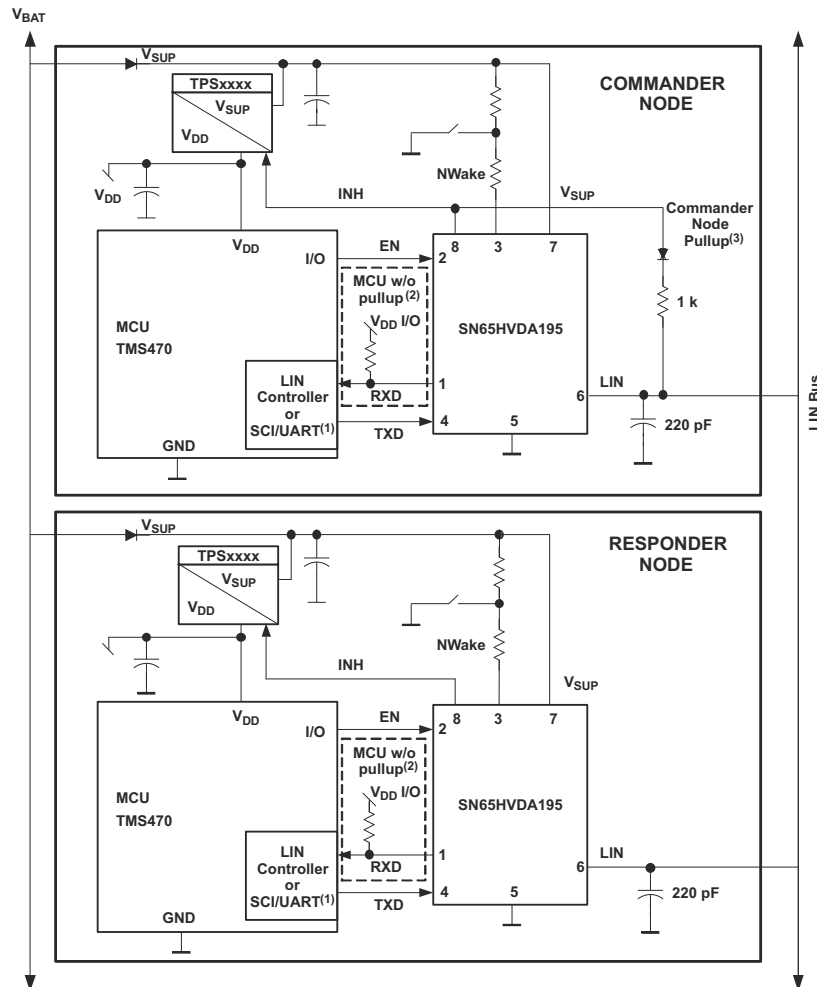 VBAT
VSUP
TPSxxxx
VSUP
VDD
COMMANDER
NODE
VDD
NWake
INH
VSUP
Commander
Node
Pullup(3)
VDD
I/O
EN
2
8
3
7
MCU w/o
pullup(2)
VDD I/O
1 k
MCU
TMS470
SN65HVDA195
LIN
Controller
or
SCI/UART(1)
RXD
1
6
LIN
TXD
4
5
220 pF
GND
LIN Bus
VSUP
TPSxxxx
VSUP
VDD
RESPONDER
NODE
NWake
INH
VSUP
VDD
I/O
EN
2
8
3
7
MCU w/o
pullup(2)
VDD I/O
MCU
TMS470
SN65HVDA195
LIN
Controller
or
SCI/UART(1)
RXD
1
6
LIN
TXD
4
5
220 pF
GND